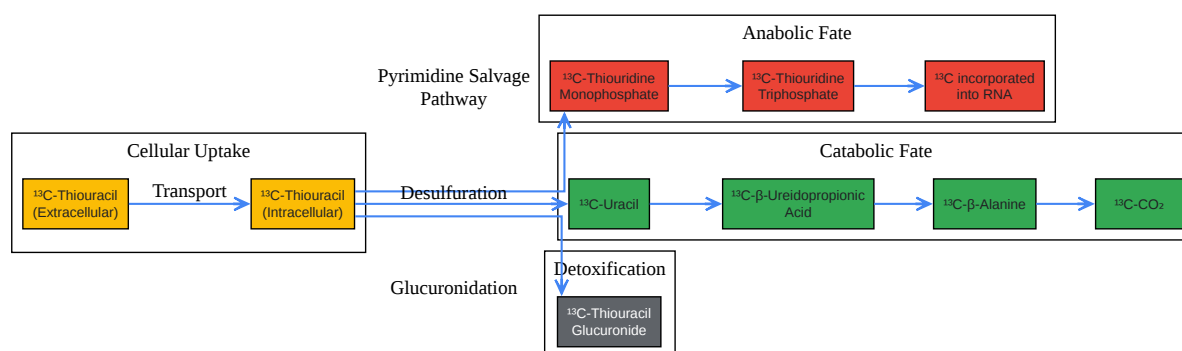 Anabolic Fate
Pyrimidine Salvage
Pathway
¹³C-Thiouridine
Monophosphate
¹³C-Thiouridine
Triphosphate
¹³C incorporated
into RNA
Cellular Uptake
¹³C-Thiouracil
(Extracellular)
Transport
¹³C-Thiouracil
(Intracellular)
Desulfuration
Catabolic Fate
¹³C-Uracil
¹³C-β-Ureidopropionic
Acid
¹³C-β-Alanine
¹³C-CO₂
Glucuronidation
Detoxification
¹³C-Thiouracil
Glucuronide